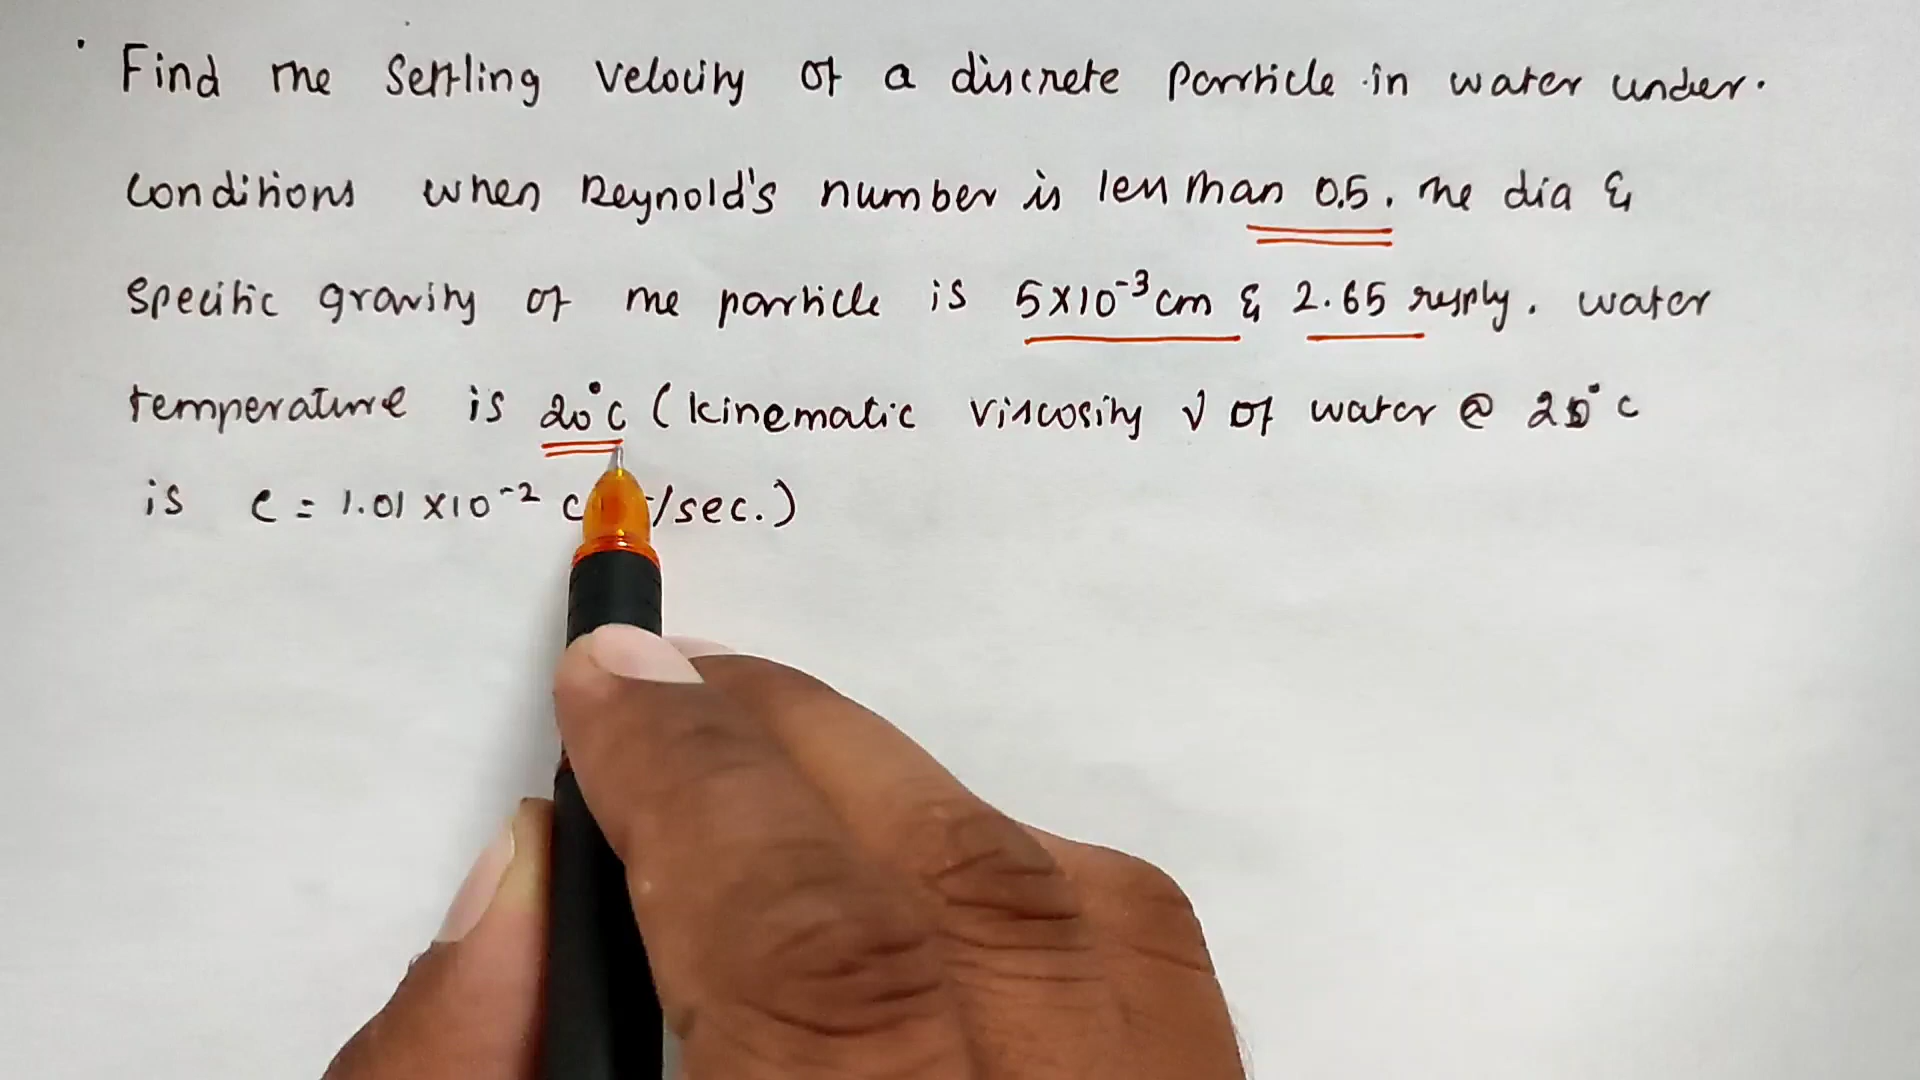 Find the settling velocity of a discrete particle in water under.
conditions when Reynold's number is less than 0.5. The dia &
specific gravity of the particle is 5x10⁻³cm & 2.65 resply. water
temperature is 20°C (kinematic viscosity √ of water @ 20°C
is e = 1.01 x10⁻² /sec.)